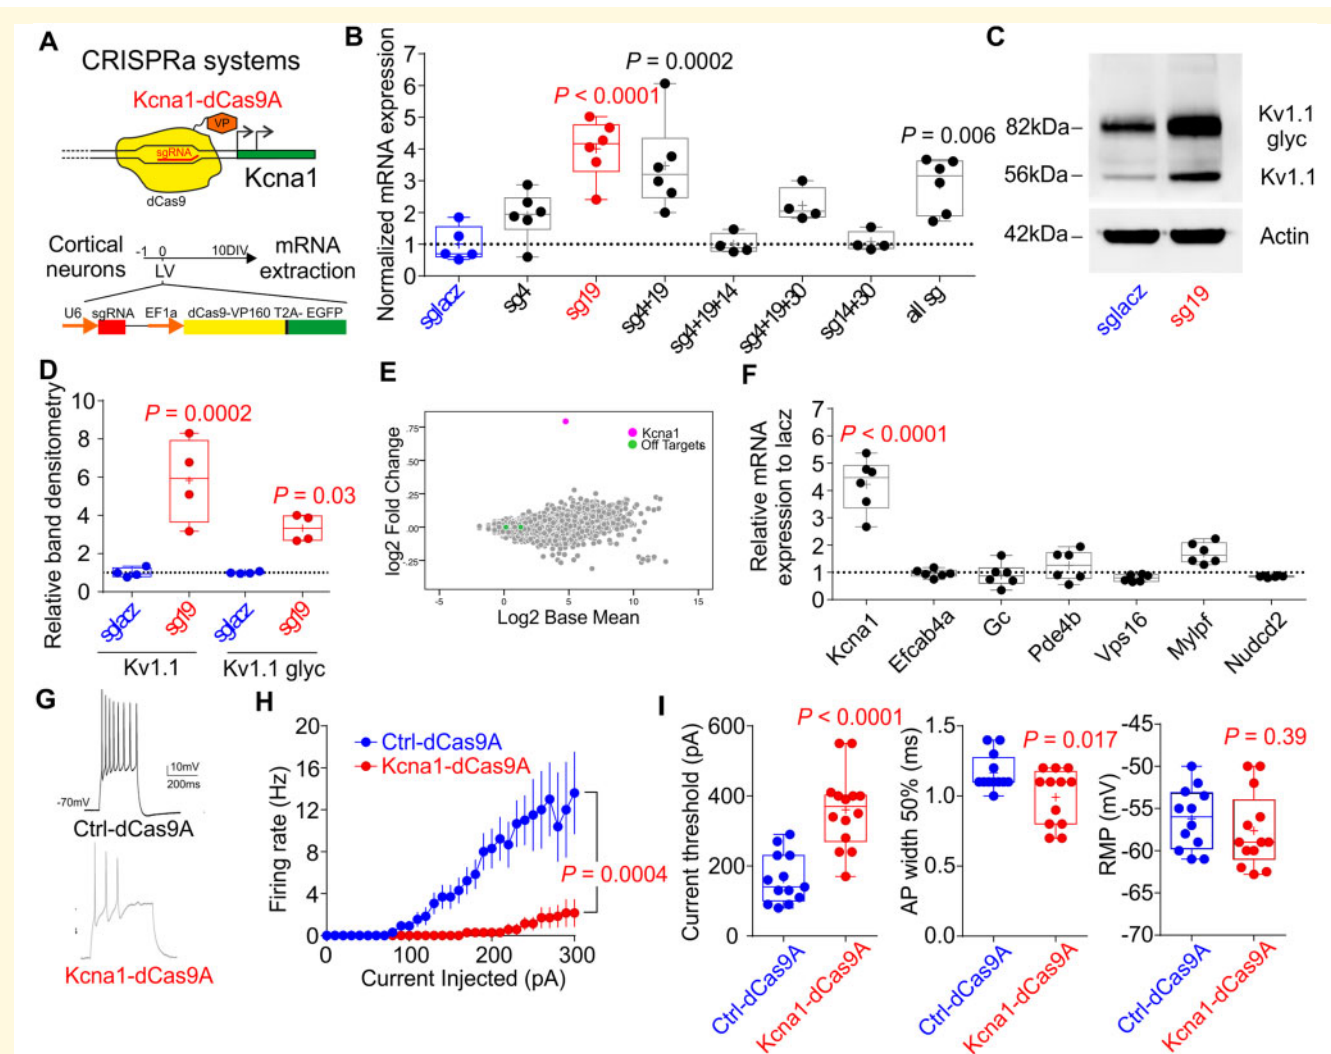 A
CRISPRa systems
Kcna1-dCas9A
VP
sgRNA
Kcna1
dCas9
Cortical neurons
-1 0 10DIV
LV
mRNA extraction
U6 sgRNA EF1a dCas9-VP160 T2A- EGFP
B
Normalized mRNA expression
7
6
5
4
3
2
1
0
P < 0.0001
P = 0.0002
P = 0.006
sglacz
sg4
sg19
sg4+19
sg4+19+14
sg4+19+30
sg14+30
all sg
C
82kDa
56kDa
42kDa
Kv1.1
glyc
Kv1.1
Actin
sglacz
sg19
D
Relative band densitometry
10
8
6
4
2
0
P = 0.0002
P = 0.03
sglacz
sg19
sglacz
sg19
Kv1.1
Kv1.1 glyc
E
log2 Fold Change
.75
.50
.25
.00
-.25
Kcna1
Off Targets
-5 0 5 10 15
Log2 Base Mean
F
Relative mRNA
expression to lacz
7
6
5
4
3
2
1
0
P < 0.0001
Kcna1
Efcab4a
Gc
Pde4b
Vps16
Mylpf
Nudcd2
G
10mV
200ms
-70mV
Ctrl-dCas9A
Kcna1-dCas9A
H
Firing rate (Hz)
20
16
12
8
4
0
Ctrl-dCas9A
Kcna1-dCas9A
P = 0.0004
0 100 200 300
Current Injected (pA)
I
Current threshold (pA)
600
400
200
0
P < 0.0001
Ctrl-dCas9A
Kcna1-dCas9A
AP width 50% (ms)
1.5
1.0
0.5
0.0
P = 0.017
Ctrl-dCas9A
Kcna1-dCas9A
RMP (mV)
-45
-50
-55
-60
-65
-70
P = 0.39
Ctrl-dCas9A
Kcna1-dCas9A